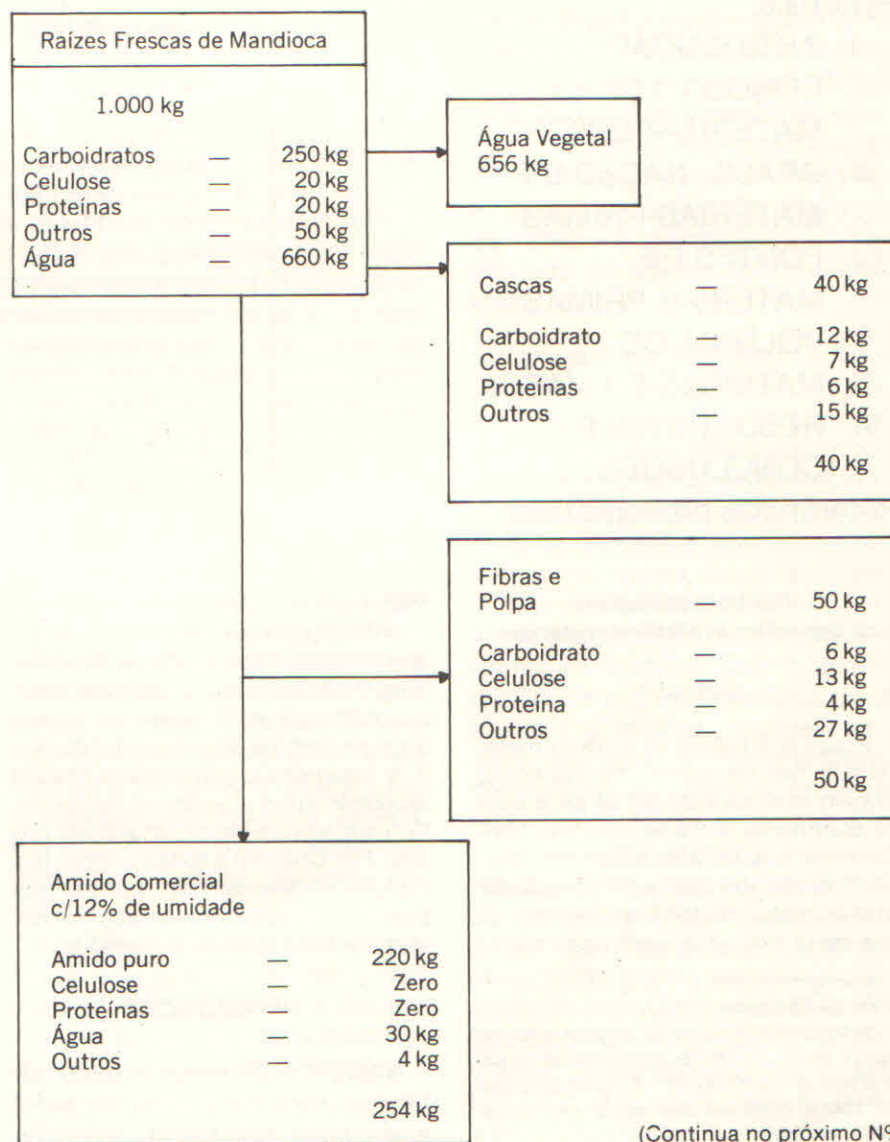 Raízes Frescas de Mandioca
1.000 kg
Carboidratos — 250 kg
Celulose — 20 kg
Proteínas — 20 kg
Outros — 50 kg
Água — 660 kg
Água Vegetal
656 kg
Cascas — 40 kg
Carboidrato — 12 kg
Celulose — 7 kg
Proteínas — 6 kg
Outros — 15 kg
40 kg
Fibras e
Polpa — 50 kg
Carboidrato — 6 kg
Celulose — 13 kg
Proteína — 4 kg
Outros — 27 kg
50 kg
Amido Comercial
c/12% de umidade
Amido puro — 220 kg
Celulose — Zero
Proteínas — Zero
Água — 30 kg
Outros — 4 kg
254 kg
(Continua no próximo Nº